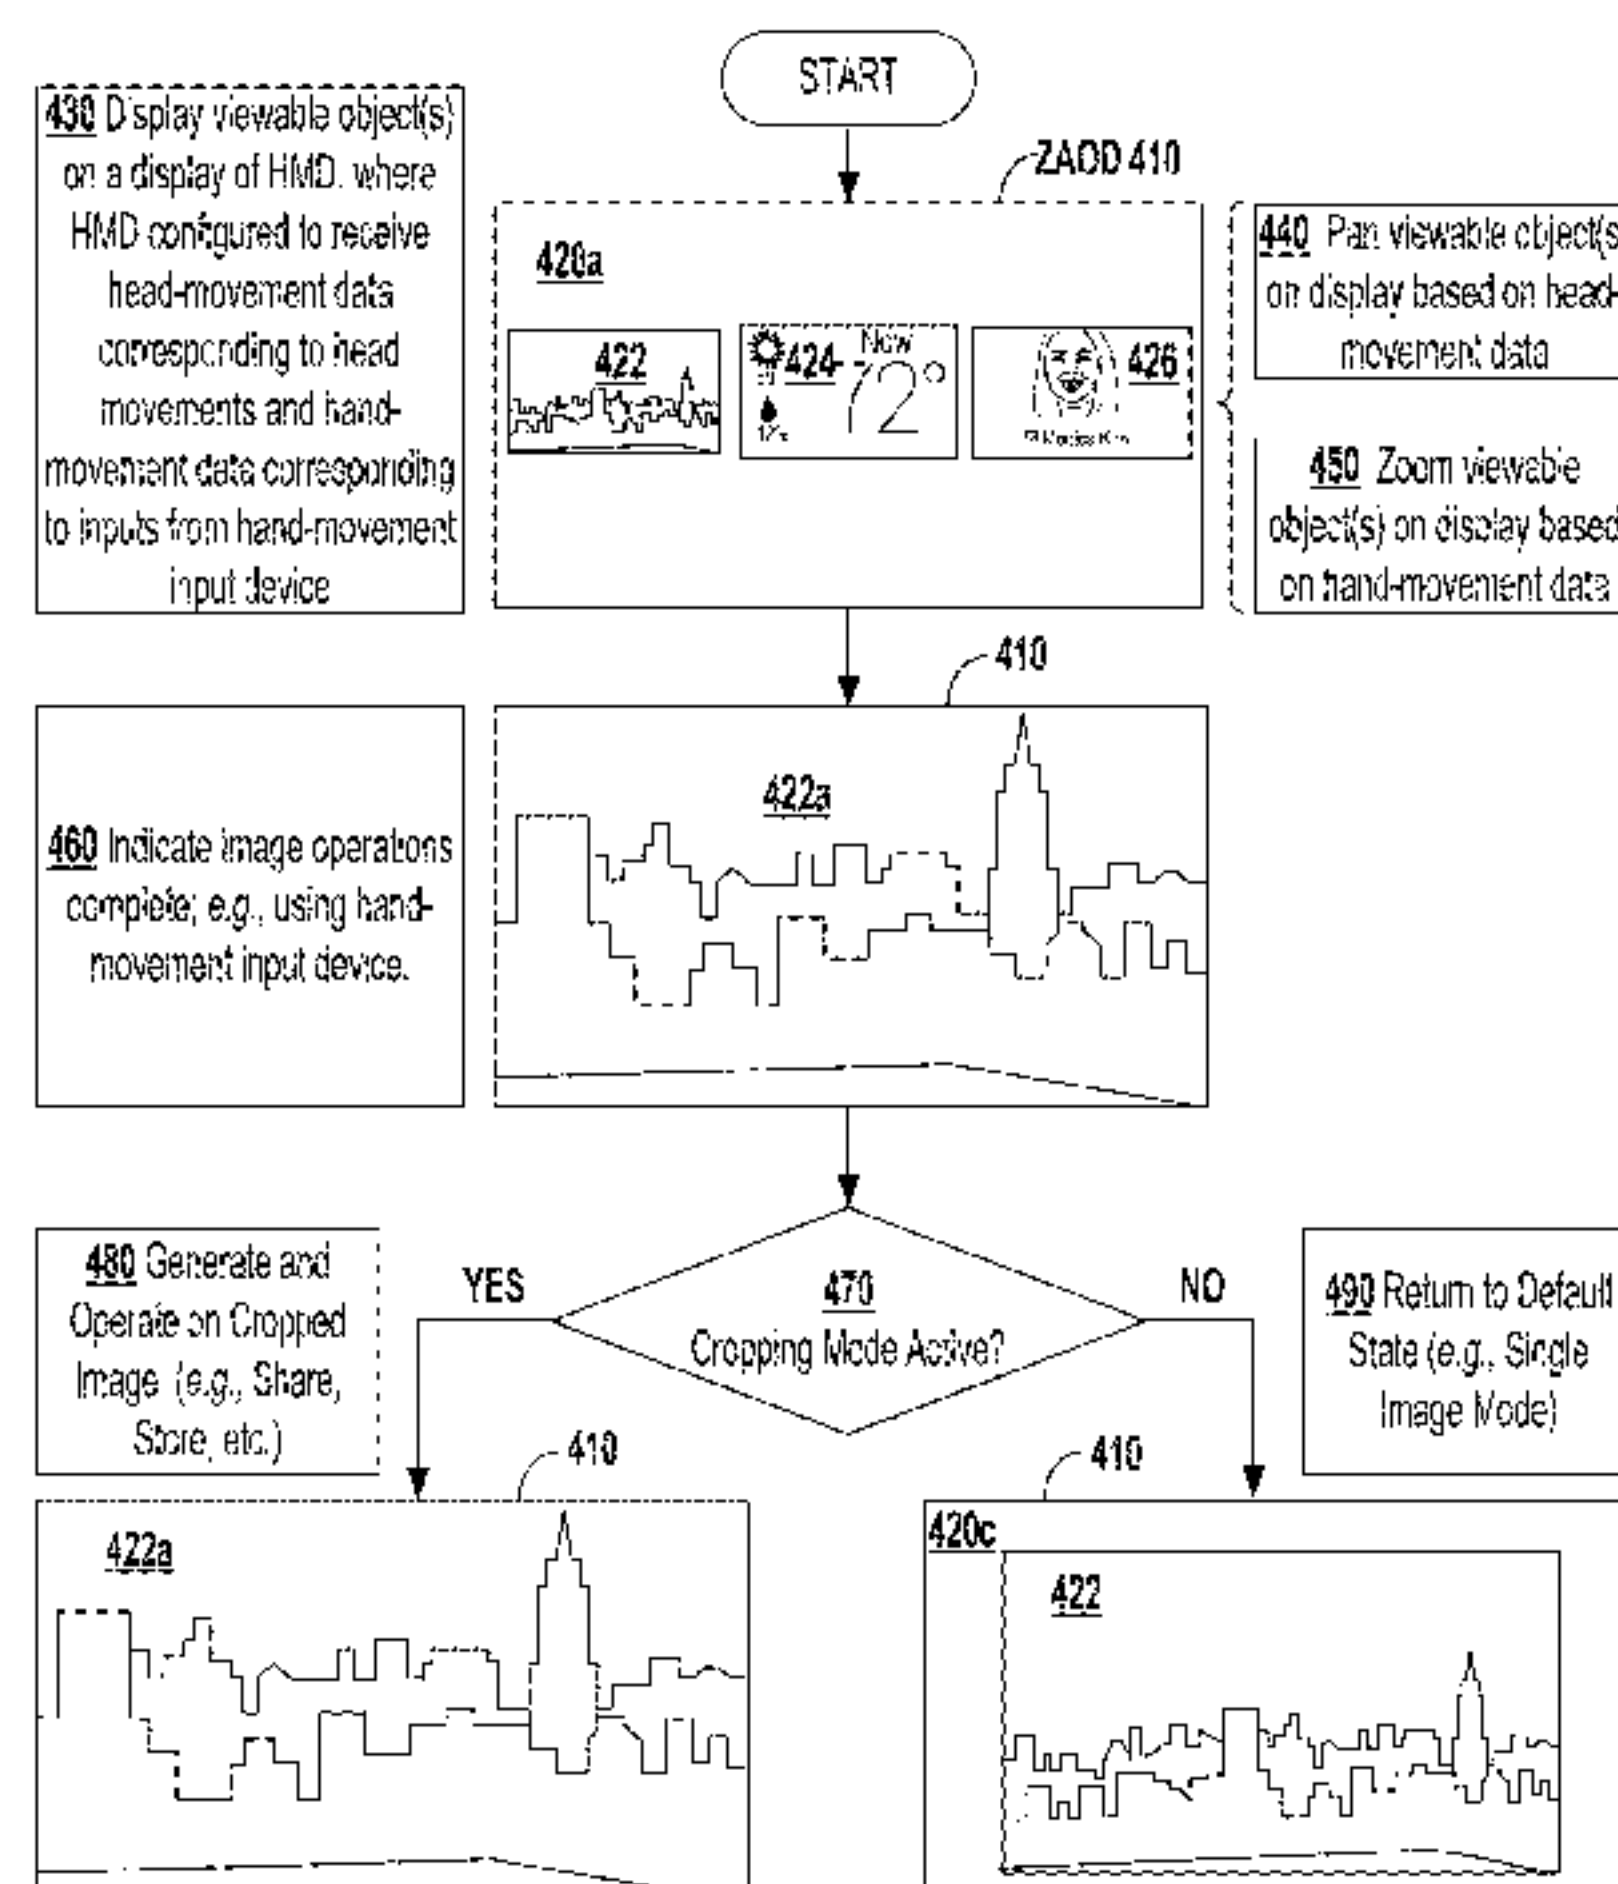 START
430 Display viewable object(s)
on a display of HMD, where
HMD configured to receive
head-movement data
corresponding to head
movements and hand-
movement data corresponding
to inputs from hand-movement
input device
ZAOD 410
420a
422
424
Now
72°
426
440 Pan viewable object(s
on display based on head-
movement data
450 Zoom viewable
object(s) on display based
on hand-movement data
410
422a
460 Indicate image operations
complete; e.g., using hand-
movement input device.
480 Generate and
Operate on Cropped
Image (e.g., Share,
Store, etc.)
YES
470
Cropping Mode Active?
NO
490 Return to Default
State (e.g., Single
Image Mode)
410
422a
410
420c
422